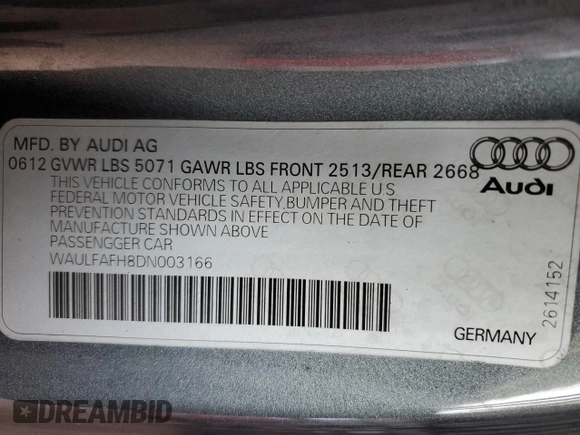 MFD. BY AUDI AG
0612 GVWR LBS 5071 GAWR LBS FRONT 2513/REAR 2668
THIS VEHICLE CONFORMS TO ALL APPLICABLE U S
FEDERAL MOTOR VEHICLE SAFETY,BUMPER AND THEFT
PREVENTION STANDARDS IN EFFECT ON THE DATE OF
MANUFACTURE SHOWN ABOVE
PASSENGGER CAR
WAULFAFH8DN003166
Audi
GERMANY
2614152
DREAMBID